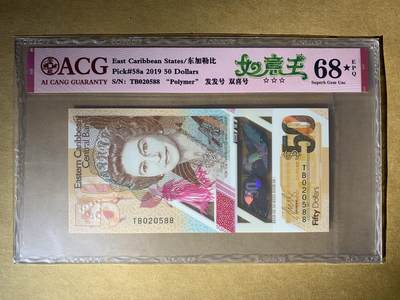 ACG
AI CANG GUARANTY
East Caribbean States/东加勒比
Pick#58a 2019 50 Dollars
S/N: TB020588 "Polymer" 发发号 双喜号
如意王
☆☆☆
68★
EPQ
Superb Gem Unc
Eastern Caribbean
Central Bank
TB020588
50
TB020588
Fifty Dollars